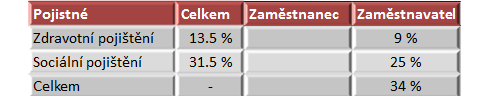 Pojistné Celkem Zaměstnanec Zaměstnavatel
Zdravotní pojištění 13.5 % 9 %
Sociální pojištění 31.5 % 25 %
Celkem - 34 %